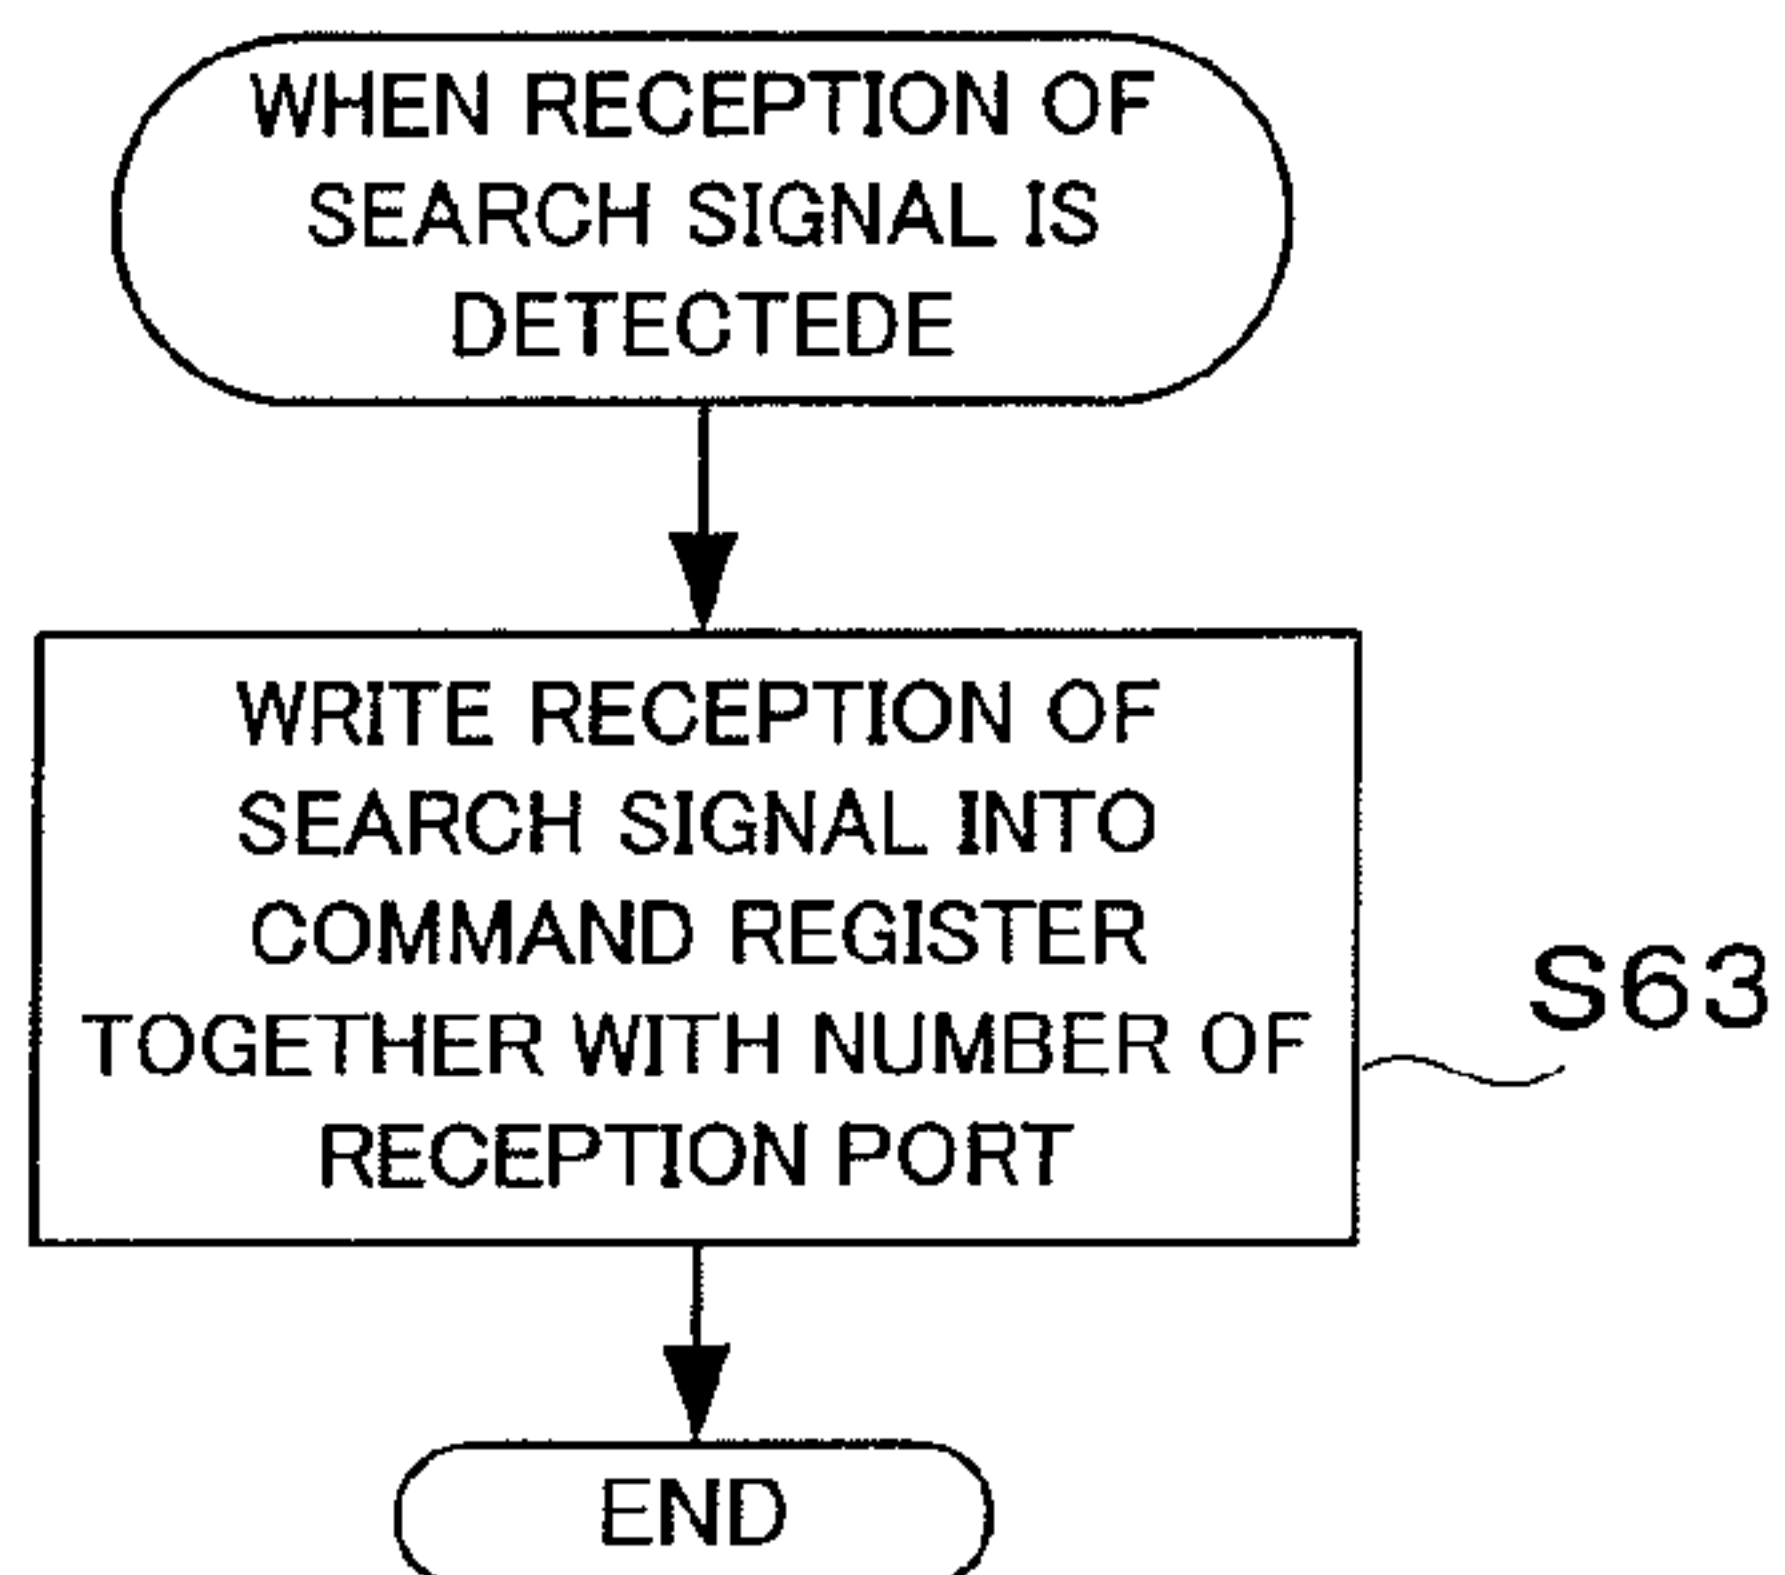 WHEN RECEPTION OF
SEARCH SIGNAL IS
DETECTEDE
WRITE RECEPTION OF
SEARCH SIGNAL INTO
COMMAND REGISTER
TOGETHER WITH NUMBER OF
RECEPTION PORT
S63
END